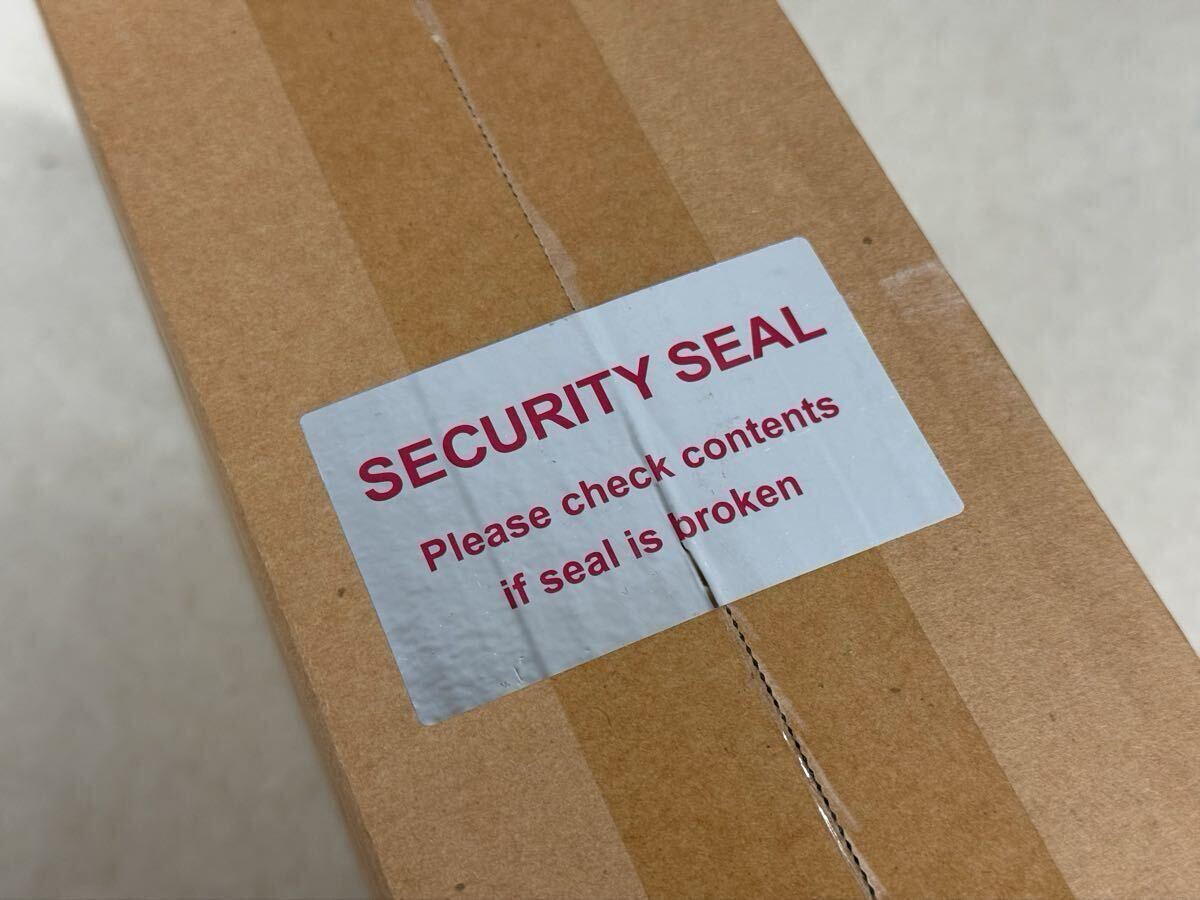 SECURITY SEAL
Please check contents
if seal is broken